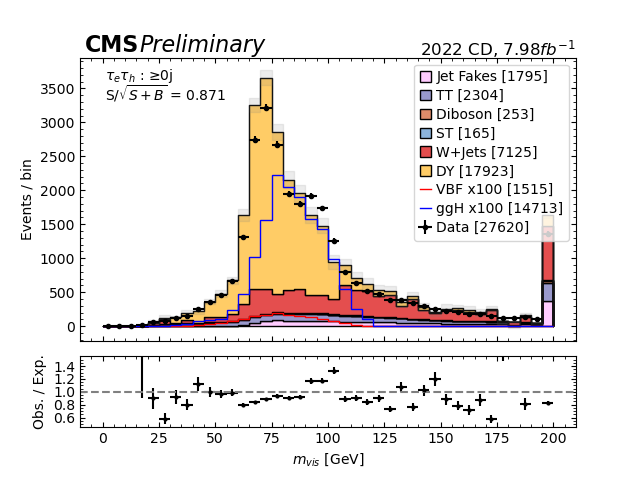 CMS Preliminary
2022 CD, 7.98fb⁻¹
τₑτₕ : ≥0j
S/√S + B = 0.871
Jet Fakes [1795]
TT [2304]
Diboson [253]
ST [165]
W+Jets [7125]
DY [17923]
VBF x100 [1515]
ggH x100 [14713]
Data [27620]
Events / bin
3500
3000
2500
2000
1500
1000
500
0
Obs. / Exp.
1.4
1.2
1.0
0.8
0.6
0 25 50 75 100 125 150 175 200
m_vis [GeV]